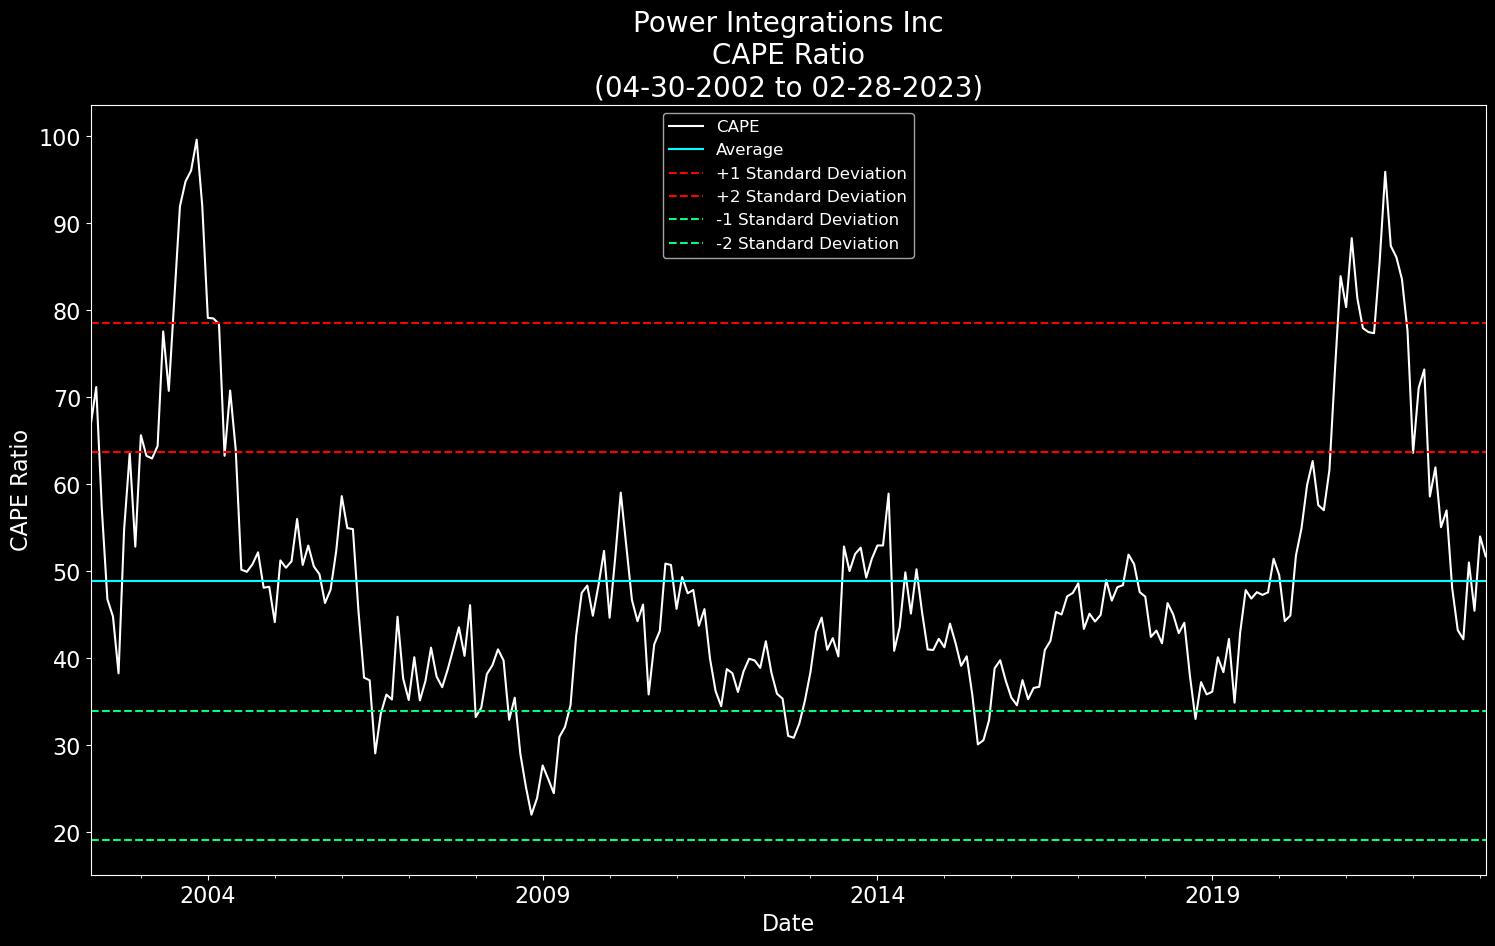 Power Integrations Inc
CAPE Ratio
(04-30-2002 to 02-28-2023)
CAPE
Average
+1 Standard Deviation
+2 Standard Deviation
-1 Standard Deviation
-2 Standard Deviation
100
90
80
70
60
50
40
30
20
CAPE Ratio
2004 2009 2014 2019
Date